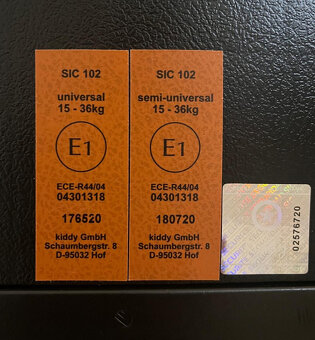 SIC 102
universal
15 - 36kg
E1
ECE-R44/04
04301318
176520
kiddy GmbH
Schaumbergstr. 8
D-95032 Hof
SIC 102
semi-universal
15 - 36kg
E1
ECE-R44/04
04301318
180720
kiddy GmbH
Schaumbergstr. 8
D-95032 Hof
02576720